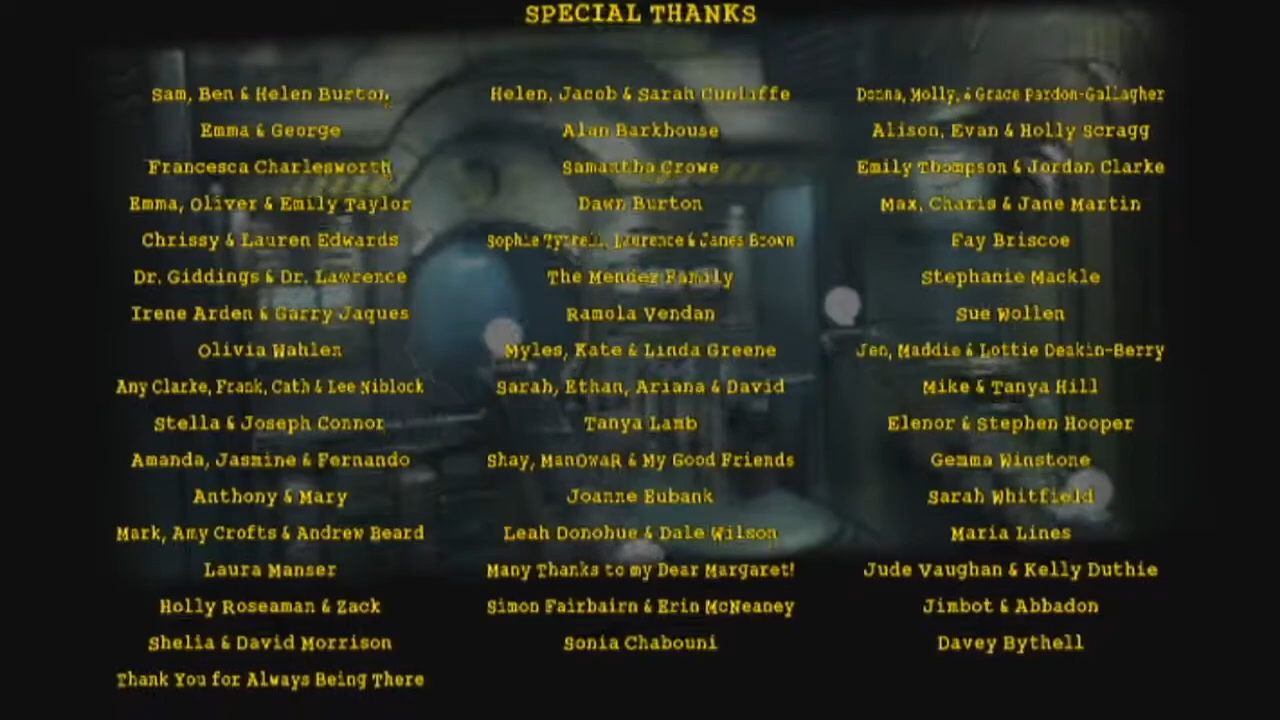 SPECIAL THANKS
Sam, Ben & Helen Burton
Emma & George
Francesca Charlesworth
Emma, Oliver & Emily Taylor
Chrissy & Lauren Edwards
Dr. Giddings & Dr. Lawrence
Irene Arden & Garry Jaques
Olivia Wahlen
Amy Clarke, Frank, Cath & Lee Niblock
Stella & Joseph Connor
Amanda, Jasmine & Fernando
Anthony & Mary
Mark, Amy Crofts & Andrew Beard
Laura Manser
Holly Roseaman & Zack
Shelia & David Morrison
Thank You for Always Being There
Helen, Jacob & Sarah Cunliffe
Alan Barkhouse
Samantha Crowe
Dawn Burton
Sophie Tyrrell, Laurence & James Brown
The Mendez Family
Ramola Vendan
Myles, Kate & Linda Greene
Sarah, Ethan, Ariana & David
Tanya Lamb
Shay, ManOwaR & My Good Friends
Joanne Eubank
Leah Donohue & Dale Wilson
Many Thanks to my Dear Margaret!
Simon Fairbairn & Erin McNeaney
Sonia Chabouni
Donna, Molly, & Grace Pardon-Gallagher
Alison, Evan & Holly Scragg
Emily Thompson & Jordan Clarke
Max, Charis & Jane Martin
Fay Briscoe
Stephanie Mackle
Sue Wollen
Jen, Maddie & Lottie Deakin-Berry
Mike & Tanya Hill
Elenor & Stephen Hooper
Gemma Winstone
Sarah Whitfield
Maria Lines
Jude Vaughan & Kelly Duthie
Jimbot & Abbadon
Davey Bythell